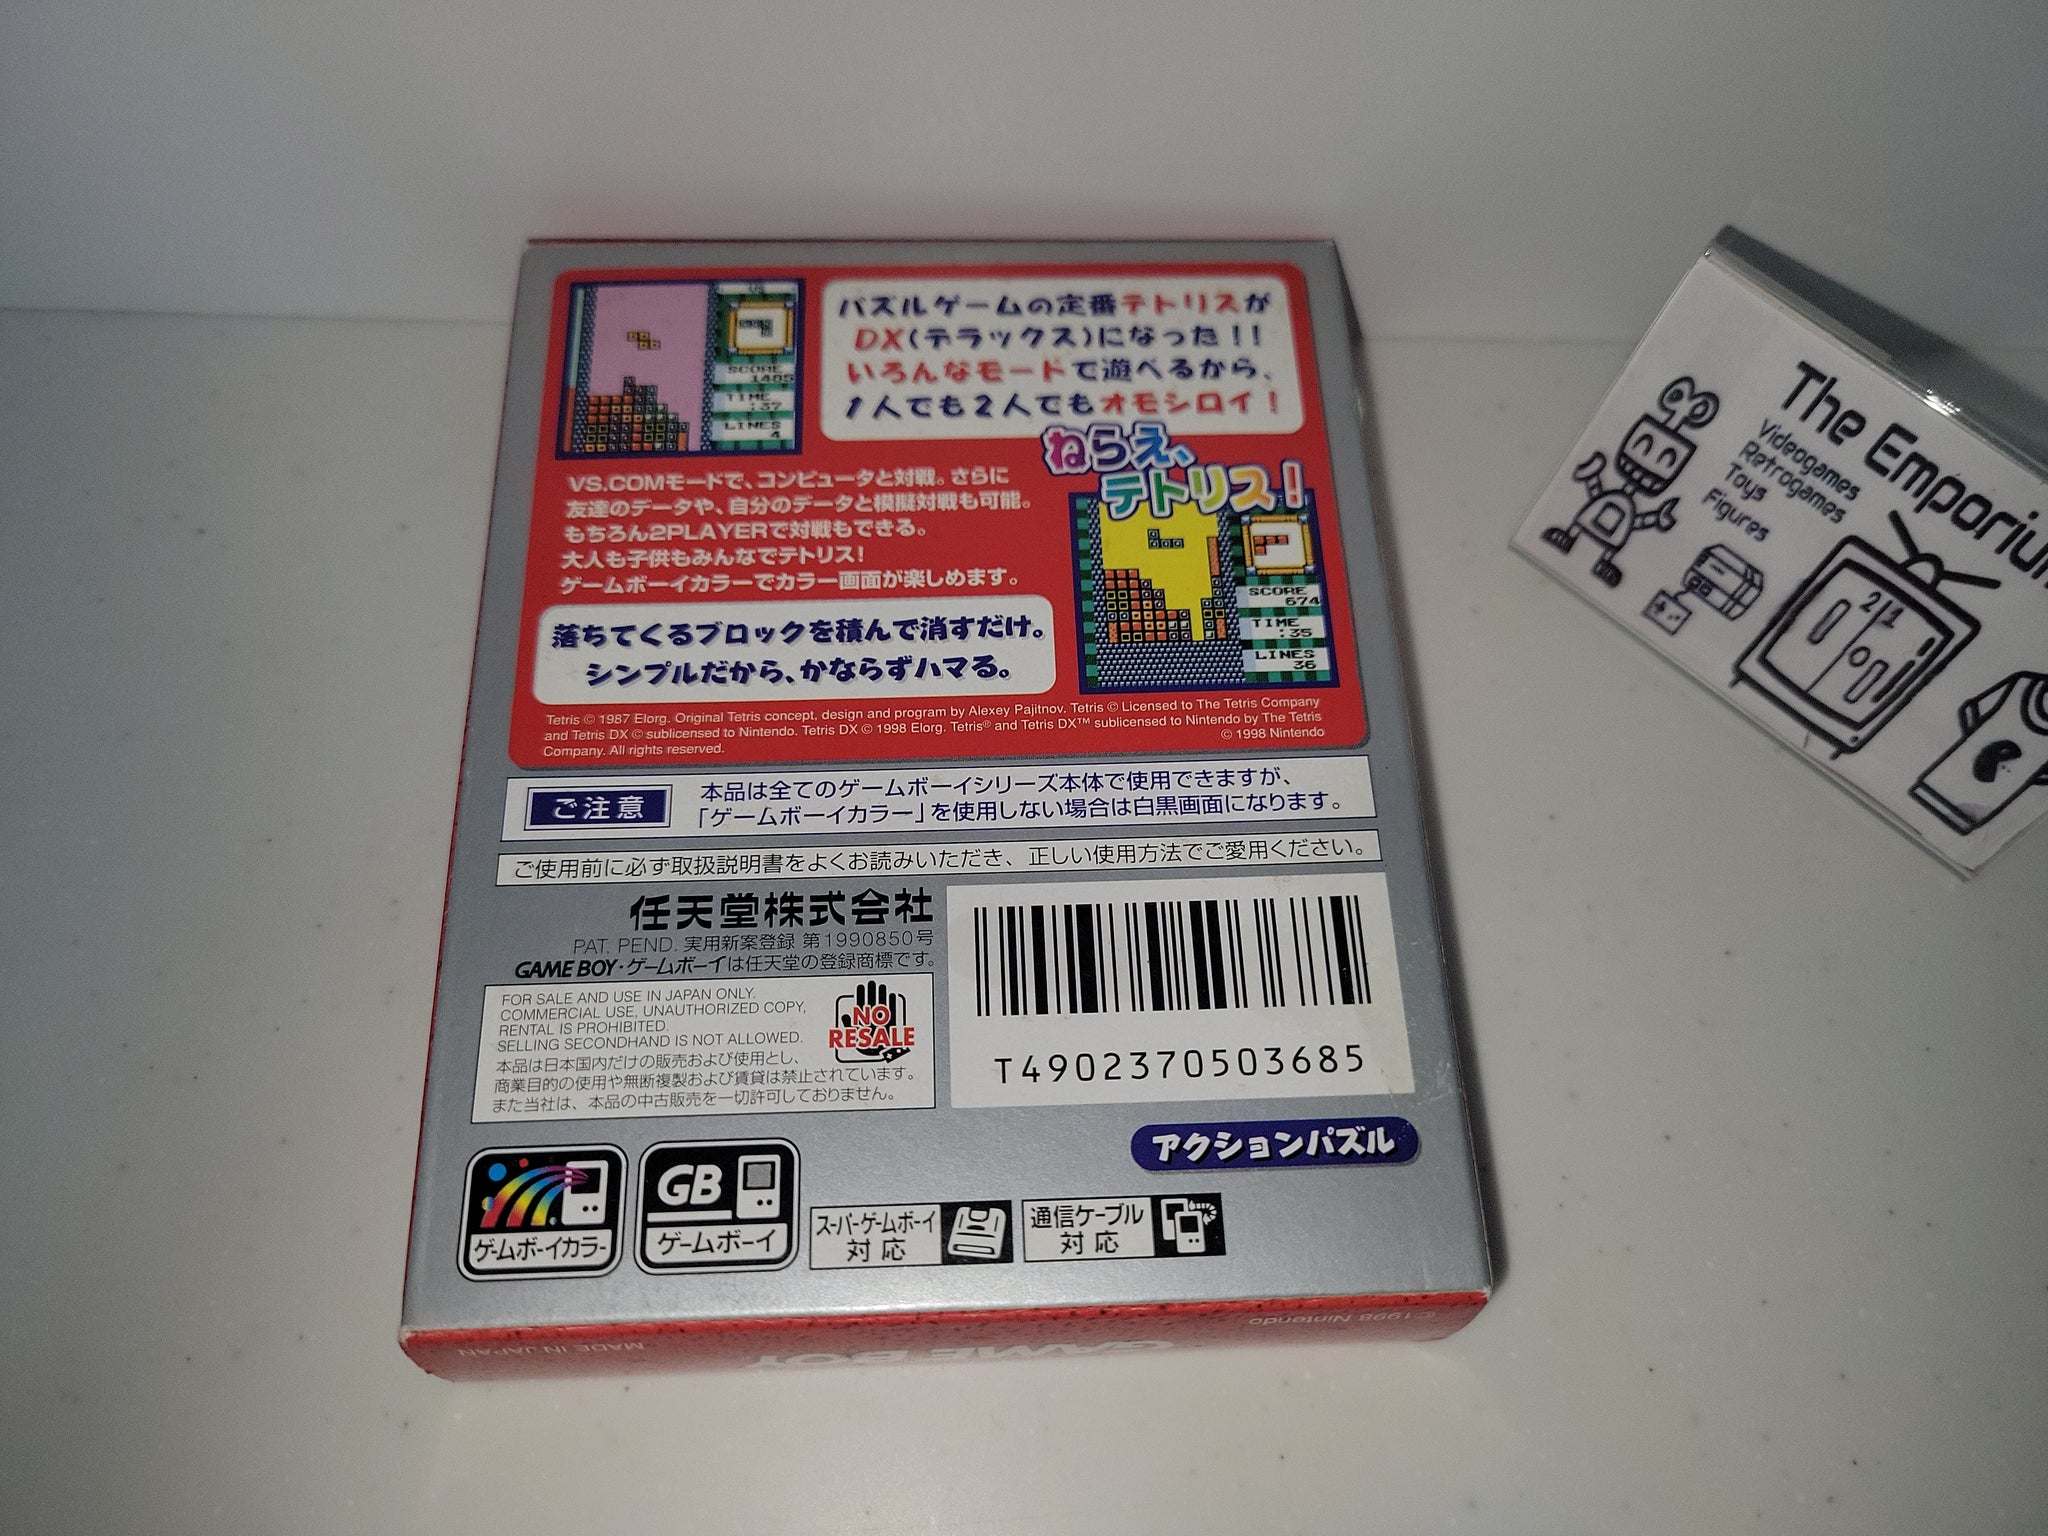 SCORE
1485
TIME
:37
LINES
4
パズルゲームの定番テトリスが
DX(デラックス)になった!!
いろんなモードで遊べるから、
1人でも2人でもオモシロイ!
ねらえ、
テトリス!
VS.COMモードで、コンピュータと対戦。さらに
友達のデータや、自分のデータと模擬対戦も可能。
もちろん2PLAYERで対戦もできる。
大人も子供もみんなでテトリス!
ゲームボーイカラーでカラー画面が楽しめます。
SCORE
674
TIME
:35
LINES
36
落ちてくるブロックを積んで消すだけ。
シンプルだから、かならずハマる。
Tetris © 1987 Elorg. Original Tetris concept, design and program by Alexey Pajitnov. Tetris © Licensed to The Tetris Company
and Tetris DX © sublicensed to Nintendo. Tetris DX © 1998 Elorg. Tetris® and Tetris DX™ sublicensed to Nintendo by The Tetris
Company. All rights reserved.
© 1998 Nintendo
ご注意
本品は全てのゲームボーイシリーズ本体で使用できますが、
「ゲームボーイカラー」を使用しない場合は白黒画面になります。
ご使用前に必ず取扱説明書をよくお読みいただき、正しい使用方法でご愛用ください。
任天堂株式会社
PAT. PEND. 実用新案登録 第1990850号
GAME BOY・ゲームボーイは任天堂の登録商標です。
FOR SALE AND USE IN JAPAN ONLY.
COMMERCIAL USE, UNAUTHORIZED COPY,
RENTAL IS PROHIBITED.
SELLING SECONDHAND IS NOT ALLOWED.
NO
RESALE
本品は日本国内だけの販売および使用とし、
商業目的の使用や無断複製および賃貸は禁止されています。
また当社は、本品の中古販売を一切許可しておりません。
T4902370503685
アクションパズル
ゲームボーイカラー
GB
ゲームボーイ
スーパーゲームボーイ
対応
通信ケーブル
対応
MADE IN JAPAN
GAME BOY
©1998 Nintendo
The Emporium
Videogames
Retrogames
Toys
Figures
2 1